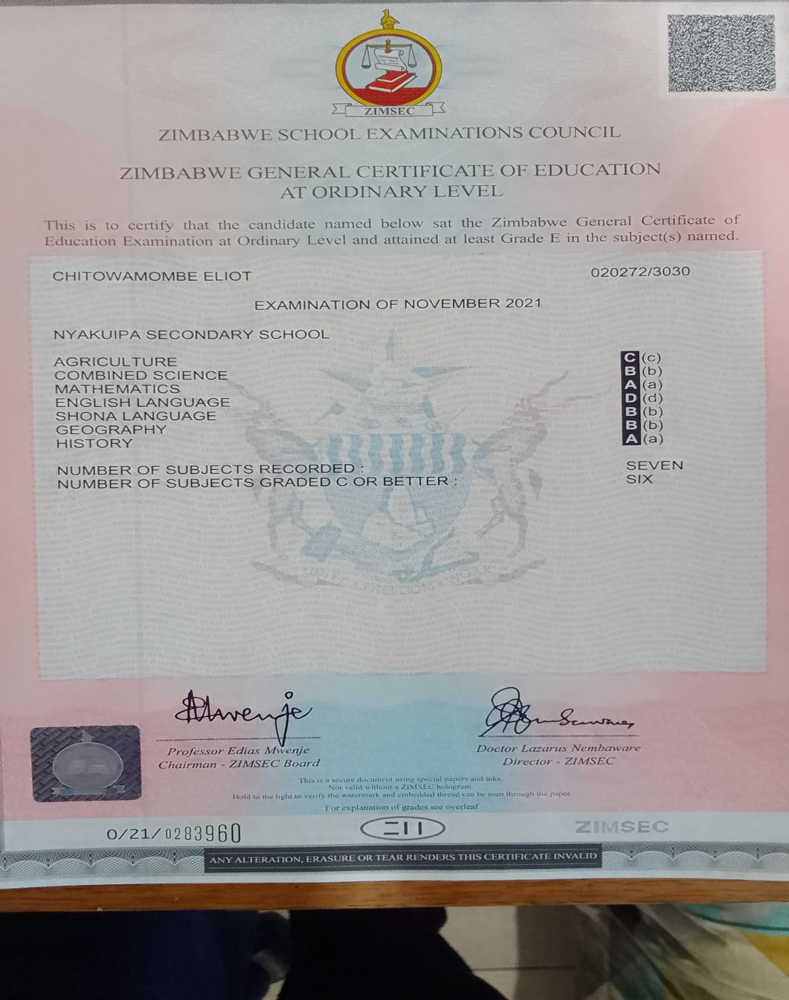 ZIMSEC
ZIMBABWE SCHOOL EXAMINATIONS COUNCIL
ZIMBABWE GENERAL CERTIFICATE OF EDUCATION
AT ORDINARY LEVEL
This is to certify that the candidate named below sat the Zimbabwe General Certificate of
Education Examination at Ordinary Level and attained at least Grade E in the subject(s) named.
CHITOWAMOMBE ELIOT 020272/3030
EXAMINATION OF NOVEMBER 2021
NYAKUIPA SECONDARY SCHOOL
AGRICULTURE C (c)
COMBINED SCIENCE B (b)
MATHEMATICS A (a)
ENGLISH LANGUAGE D (d)
SHONA LANGUAGE B (b)
GEOGRAPHY B (b)
HISTORY A (a)
NUMBER OF SUBJECTS RECORDED : SEVEN
NUMBER OF SUBJECTS GRADED C OR BETTER : SIX
Professor Edias Mwenje
Chairman - ZIMSEC Board
Doctor Lazarus Nembaware
Director - ZIMSEC
This is a secure document using special papers and inks.
Not valid without a ZIMSEC hologram.
Hold to the light to verify the watermark and embedded thread can be seen through the paper.
For explanation of grades see overleaf
O/21/0283960
ZIMSEC
ANY ALTERATION, ERASURE OR TEAR RENDERS THIS CERTIFICATE INVALID